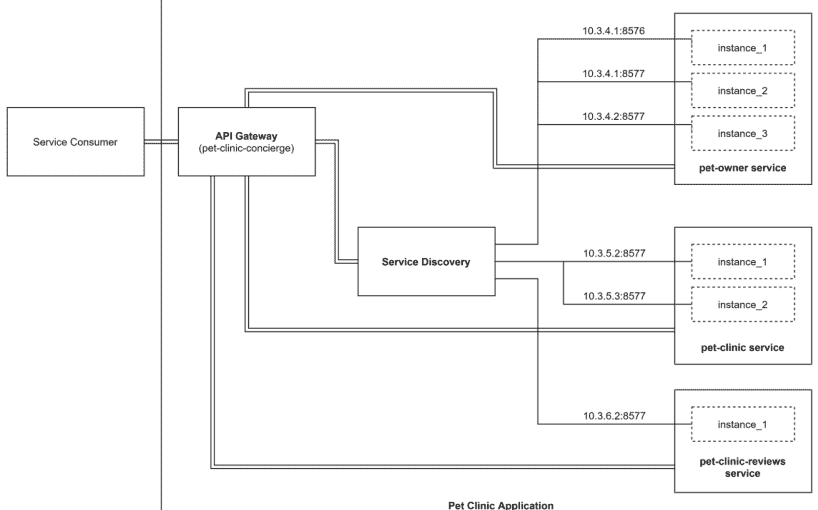 10.3.4.1:8576
instance_1
10.3.4.1:8577
instance_2
10.3.4.2:8577
instance_3
pet-owner service
Service Consumer
API Gateway
(pet-clinic-concierge)
Service Discovery
10.3.5.2:8577
instance_1
10.3.5.3:8577
instance_2
pet-clinic service
10.3.6.2:8577
instance_1
pet-clinic-reviews
service
Pet Clinic Application